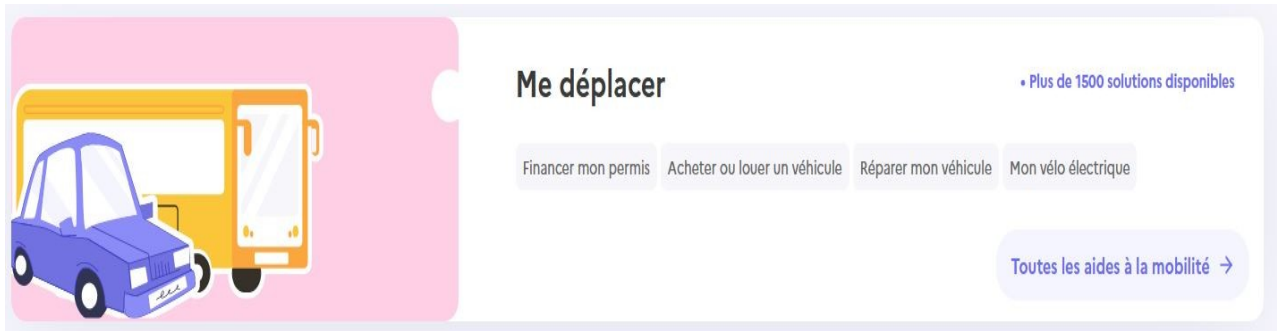 Me déplacer
• Plus de 1500 solutions disponibles
Financer mon permis
Acheter ou louer un véhicule
Réparer mon véhicule
Mon vélo électrique
Toutes les aides à la mobilité →